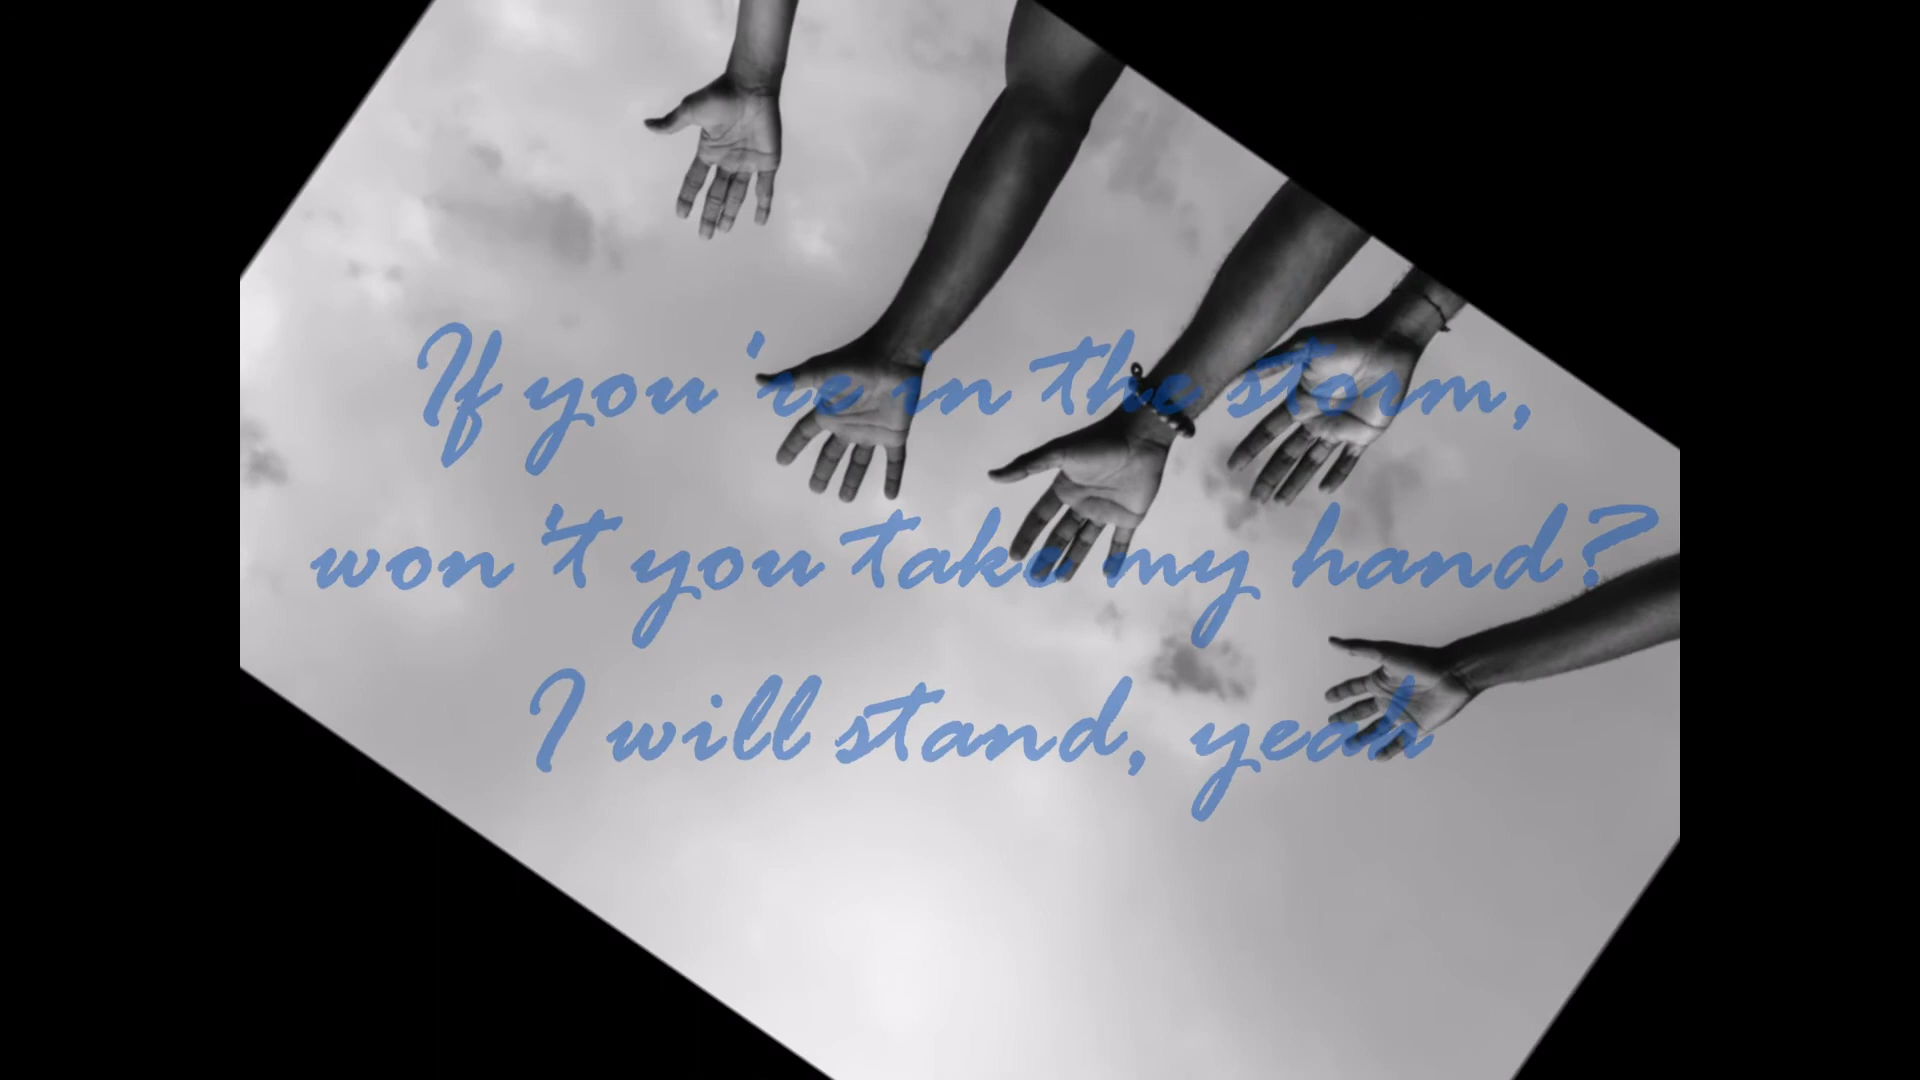 If you're in the storm,
won't you take my hand?
I will stand, yeah